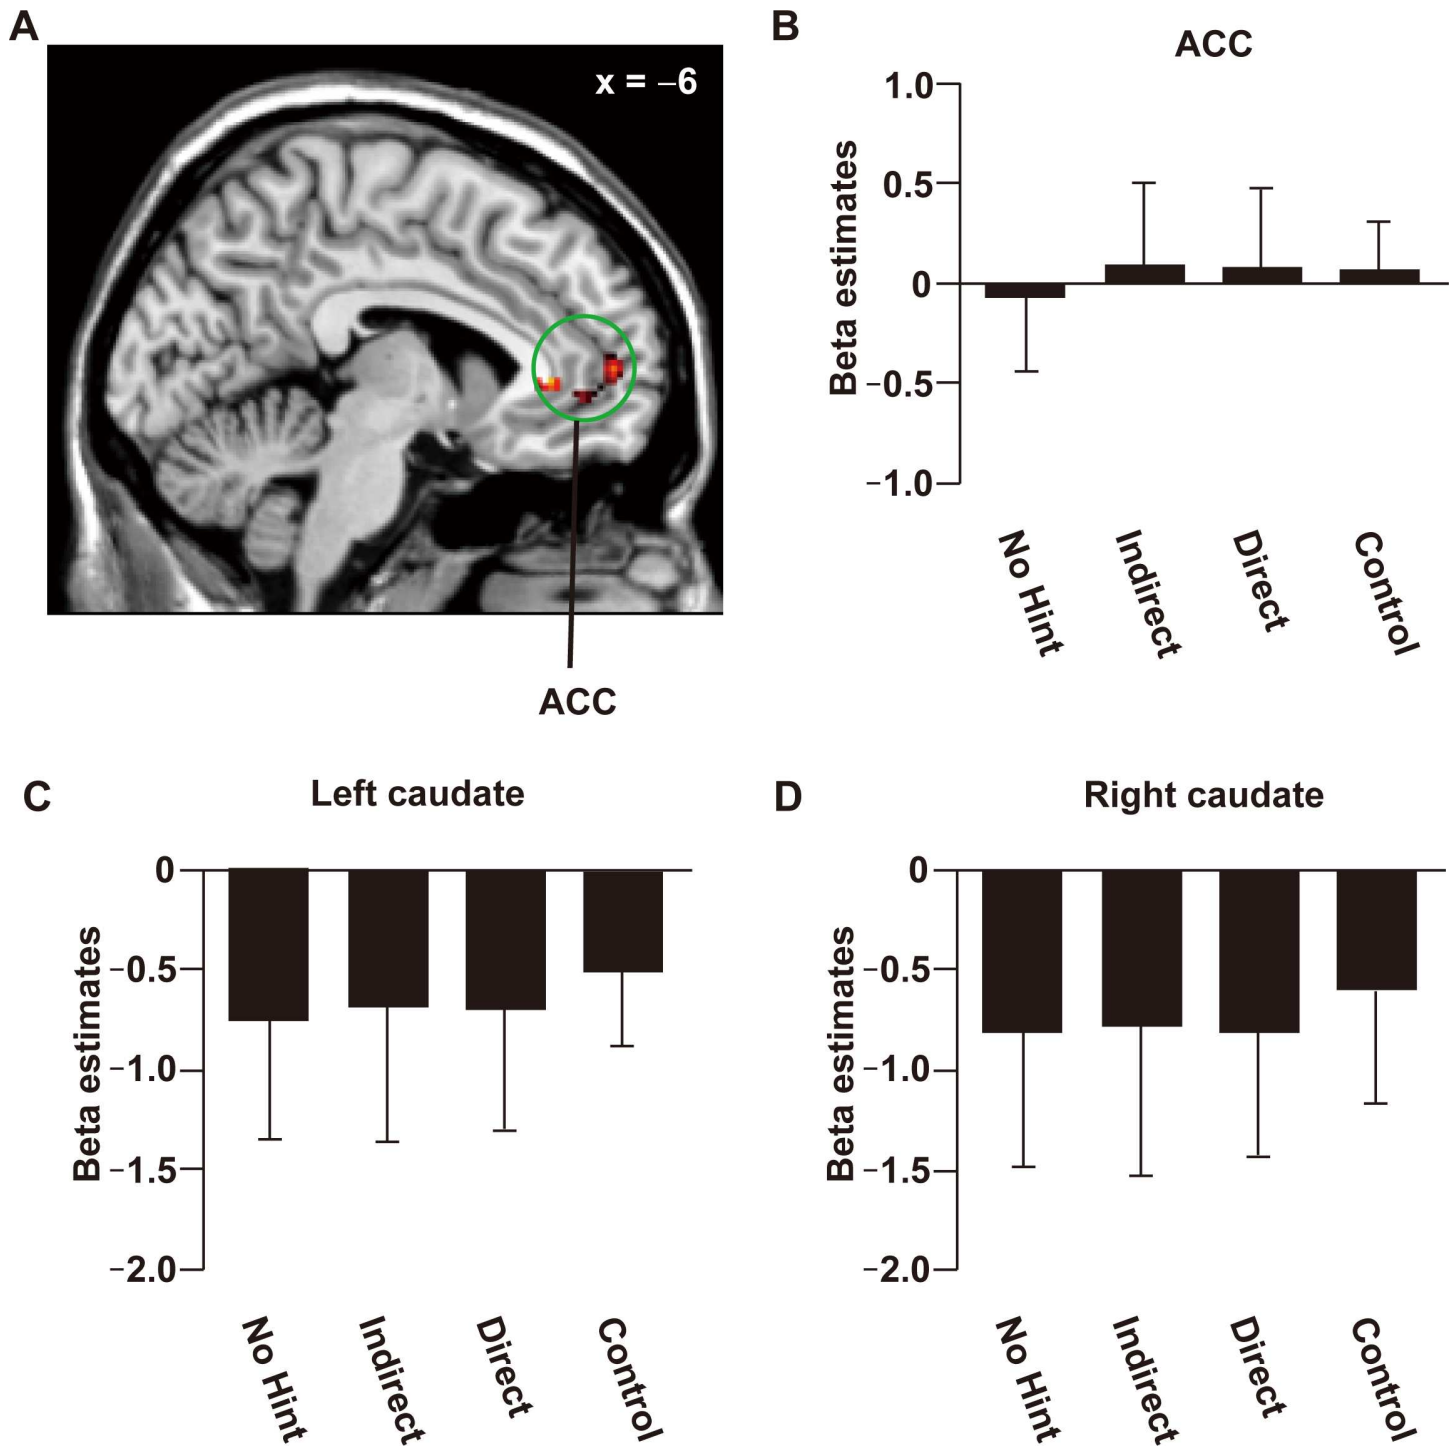 A
x = −6
ACC
B
ACC
Beta estimates
1.0
0.5
0
−0.5
−1.0
No Hint
Indirect
Direct
Control
C
Left caudate
Beta estimates
0
−0.5
−1.0
−1.5
−2.0
No Hint
Indirect
Direct
Control
D
Right caudate
Beta estimates
0
−0.5
−1.0
−1.5
−2.0
No Hint
Indirect
Direct
Control